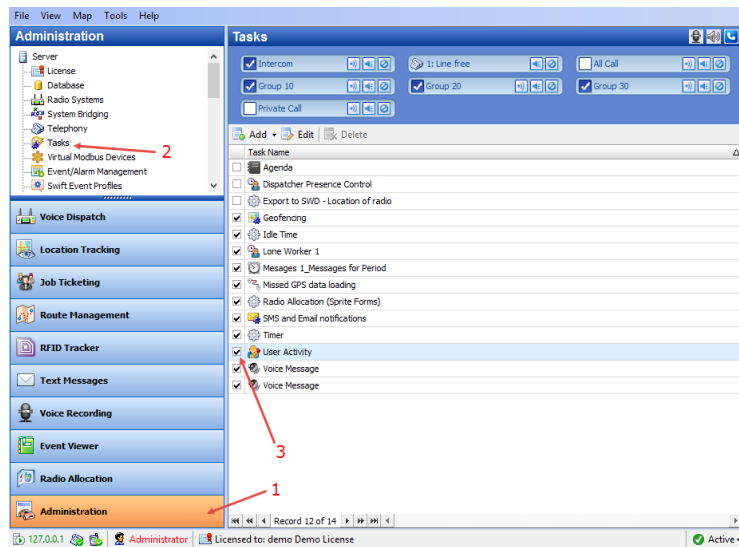 File View Map Tools Help
Administration
Server
License
Database
Radio Systems
System Bridging
Telephony
Tasks
2
Virtual Modbus Devices
Event/Alarm Management
Swift Event Profiles
Voice Dispatch
Location Tracking
Job Ticketing
Route Management
RFID Tracker
Text Messages
Voice Recording
Event Viewer
Radio Allocation
Administration
1
Tasks
Intercom
1: Line free
All Call
Group 10
Group 20
Group 30
Private Call
Add Edit Delete
Task Name
Agenda
Dispatcher Presence Control
Export to SWD - Location of radio
Geofencing
Idle Time
Lone Worker 1
Mesages 1_Messages for Period
Missed GPS data loading
Radio Allocation (Sprite Forms)
SMS and Email notifications
Timer
User Activity
Voice Message
Voice Message
3
Record 12 of 14
127.0.0.1 Administrator Licensed to: demo Demo License Active